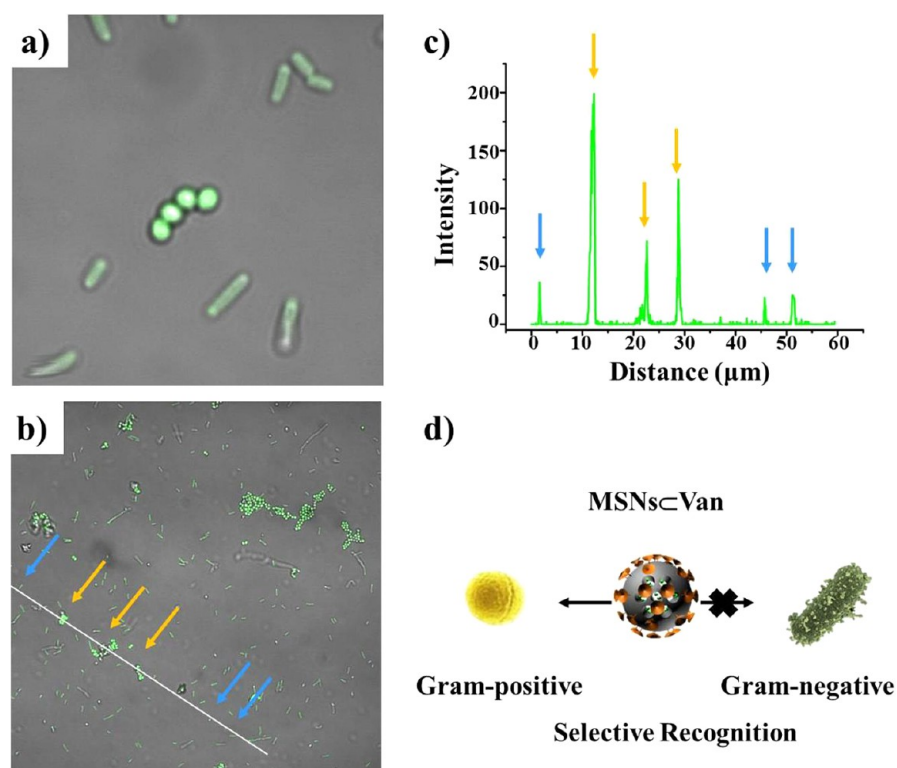 a)
c)
200
150
100
50
0
Intensity
0 10 20 30 40 50 60
Distance (μm)
b)
d)
MSNs⊂Van
Gram-positive
Gram-negative
Selective Recognition